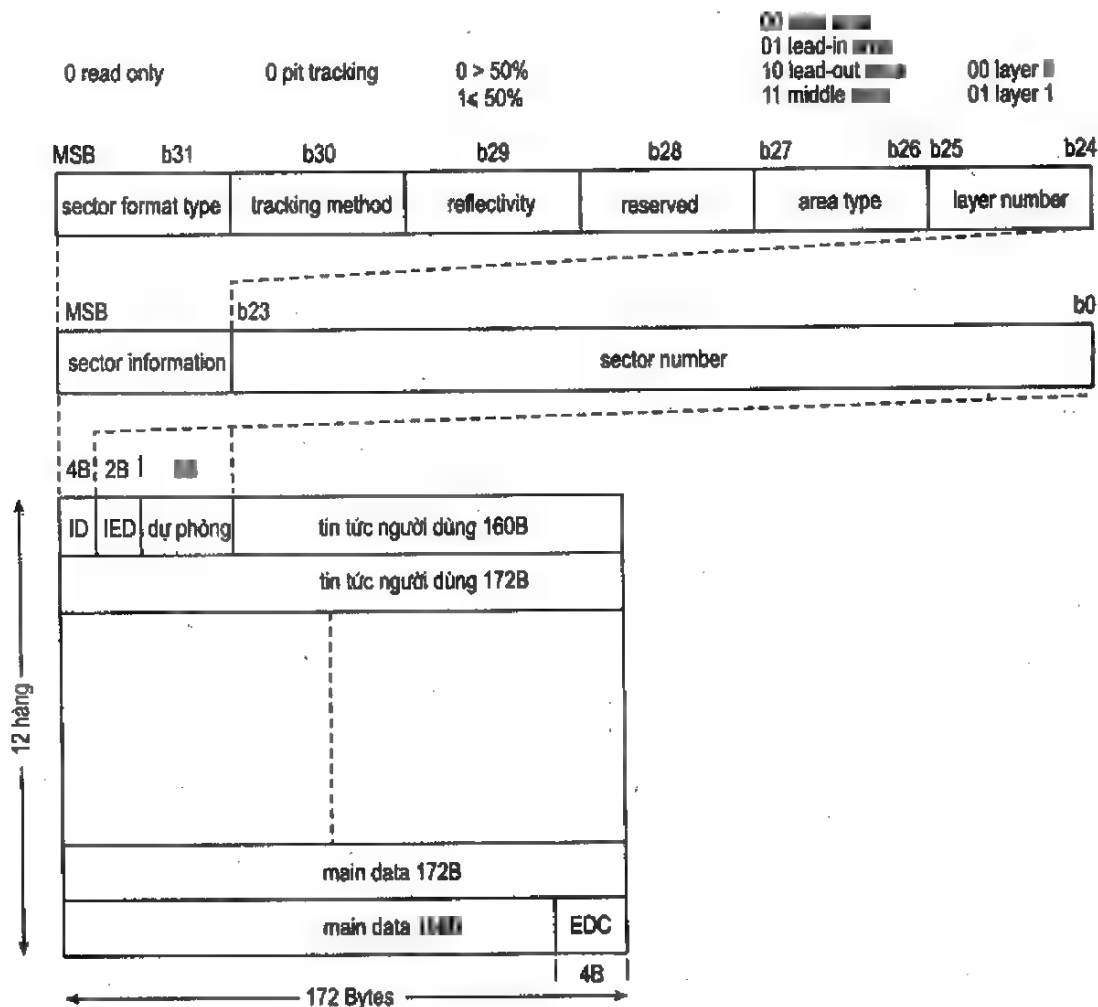 00
0 read only 0 pit tracking 0 > 50% 01 lead-in
1⩽ 50% 10 lead-out 00 layer
11 middle 01 layer 1
MSB b31 b30 b29 b28 b27 b26 b25 b24
sector format type tracking method reflectivity reserved area type layer number
MSB b23 b0
sector information sector number
4B 2B
ID IED dự phòng tin tức người dùng 160B
tin tức người dùng 172B
12 hàng
main data 172B
main data EDC
4B
172 Bytes